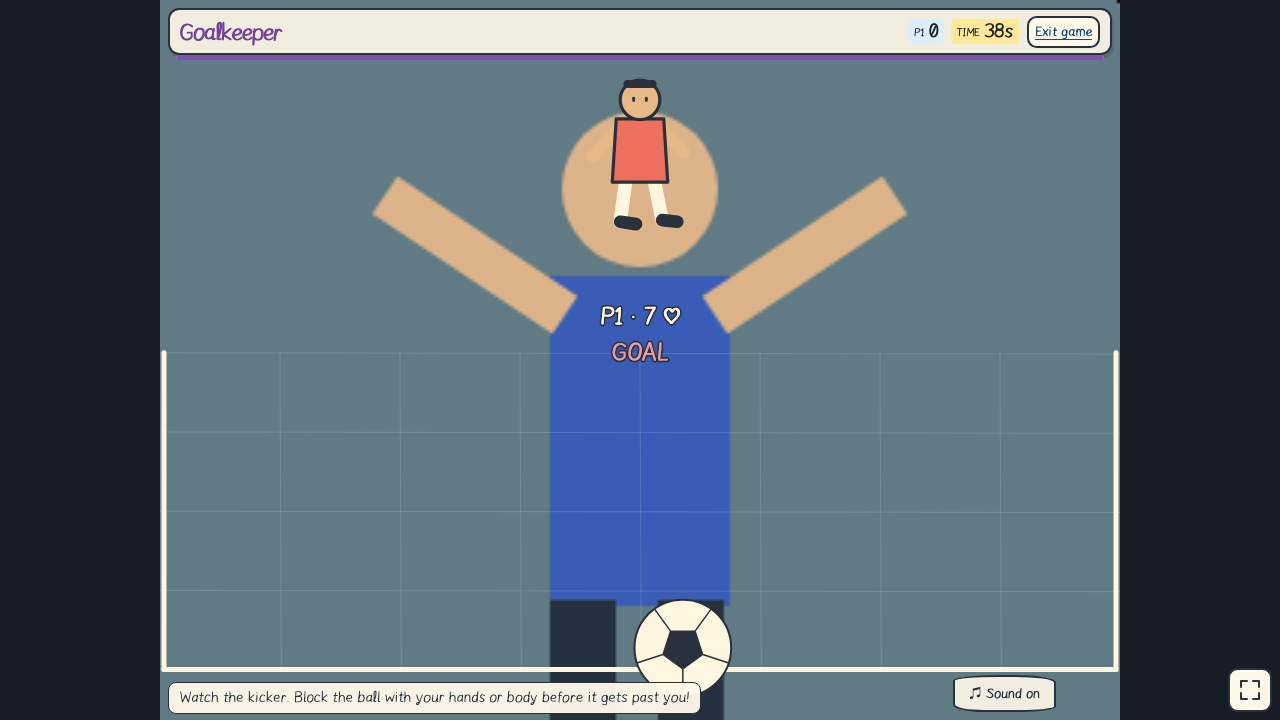 Goalkeeper
P1 0
TIME 38s
Exit game
P1 · 7 ♡
GOAL
Watch the kicker. Block the ball with your hands or body before it gets past you!
♫ Sound on